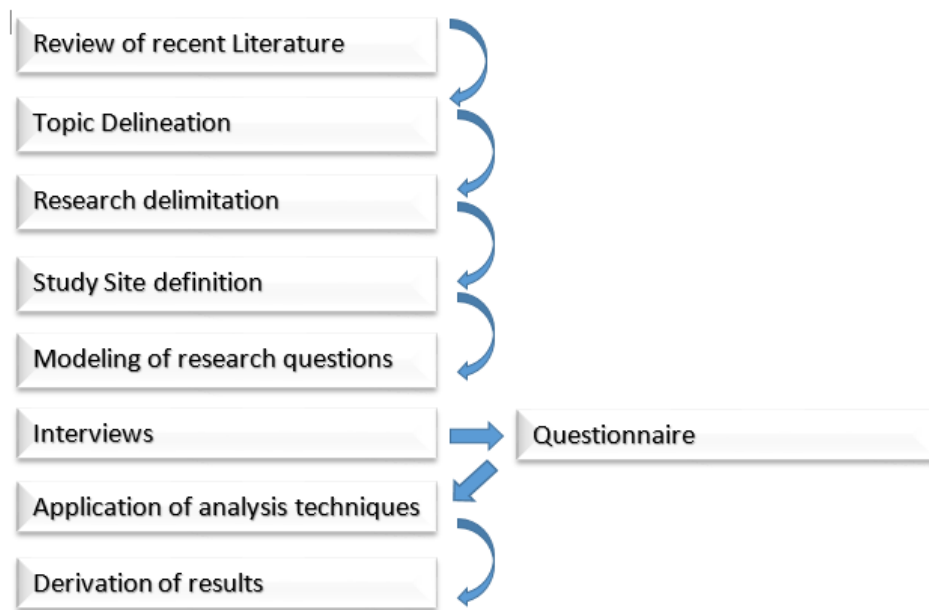 Review of recent Literature
Topic Delineation
Research delimitation
Study Site definition
Modeling of research questions
Interviews
Questionnaire
Application of analysis techniques
Derivation of results